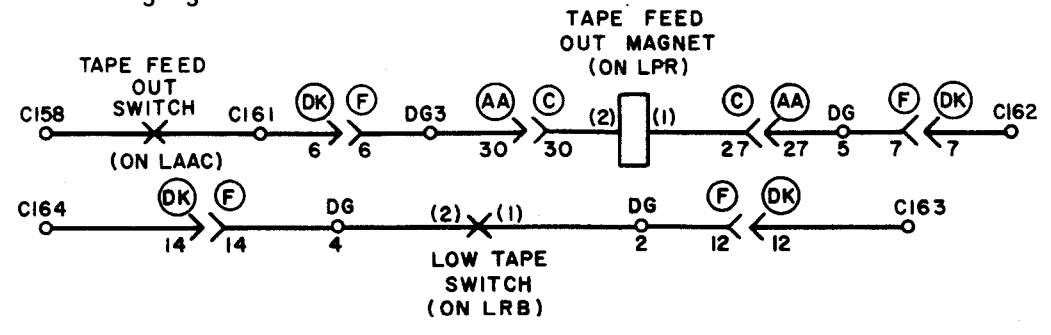 TAPE FEED
OUT MAGNET
(ON LPR)
TAPE FEED
OUT
SWITCH
C158 C161 DK F DG3 AA C (2) (1) C AA DG F DK C162
(ON LAAC) 6 6 30 30 27 27 5 7 7
C164 DK F DG (2) (1) DG F DK C163
14 14 4 2 12 12
LOW TAPE
SWITCH
(ON LRB)